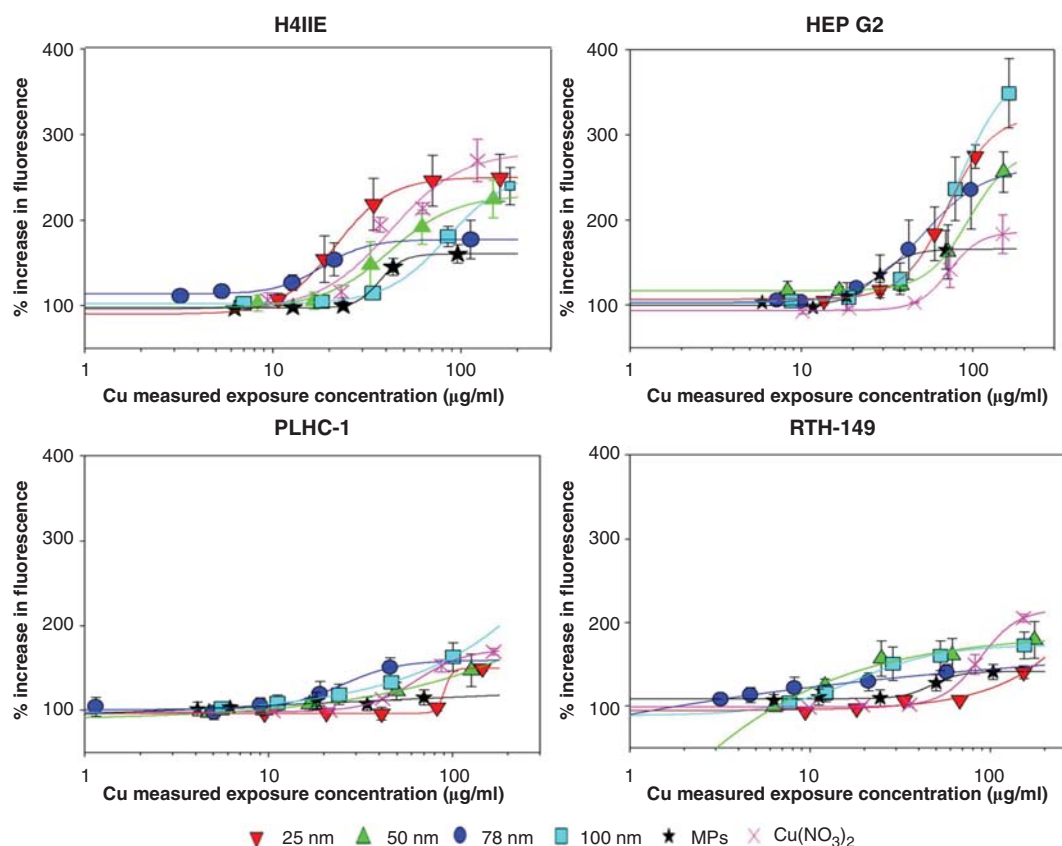 H4IIE
HEP G2
400
300
200
100
% increase in fluorescence
1
10
100
Cu measured exposure concentration (µg/ml)
400
300
200
100
% increase in fluorescence
1
10
100
Cu measured exposure concentration (µg/ml)
PLHC-1
RTH-149
400
300
200
100
% increase in fluorescence
1
10
100
Cu measured exposure concentration (µg/ml)
400
300
200
100
% increase in fluorescence
1
10
100
Cu measured exposure concentration (µg/ml)
25 nm 50 nm 78 nm 100 nm MPs Cu(NO₃)₂